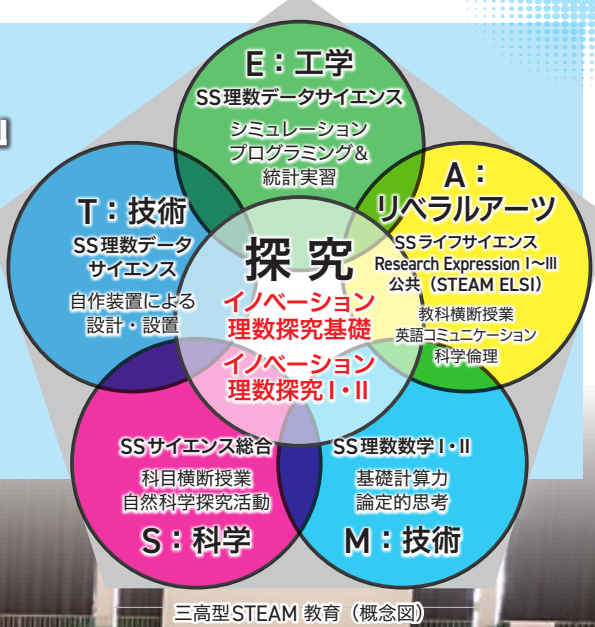 E：工学
SS理数データサイエンス
シミュレーション
プログラミング&
統計実習
T：技術
SS理数データ
サイエンス
自作装置による
設計・設置
A：
リベラルアーツ
SSライフサイエンス
Research Expression I～III
公共（STEAM ELSI）
教科横断授業
英語コミュニケーション
科学倫理
探究
イノベーション
理数探究基礎
イノベーション
理数探究I・II
SSサイエンス総合
科目横断授業
自然科学探究活動
S：科学
SS理数数学I・II
基礎計算力
論定的思考
M：技術
三高型STEAM教育（概念図）